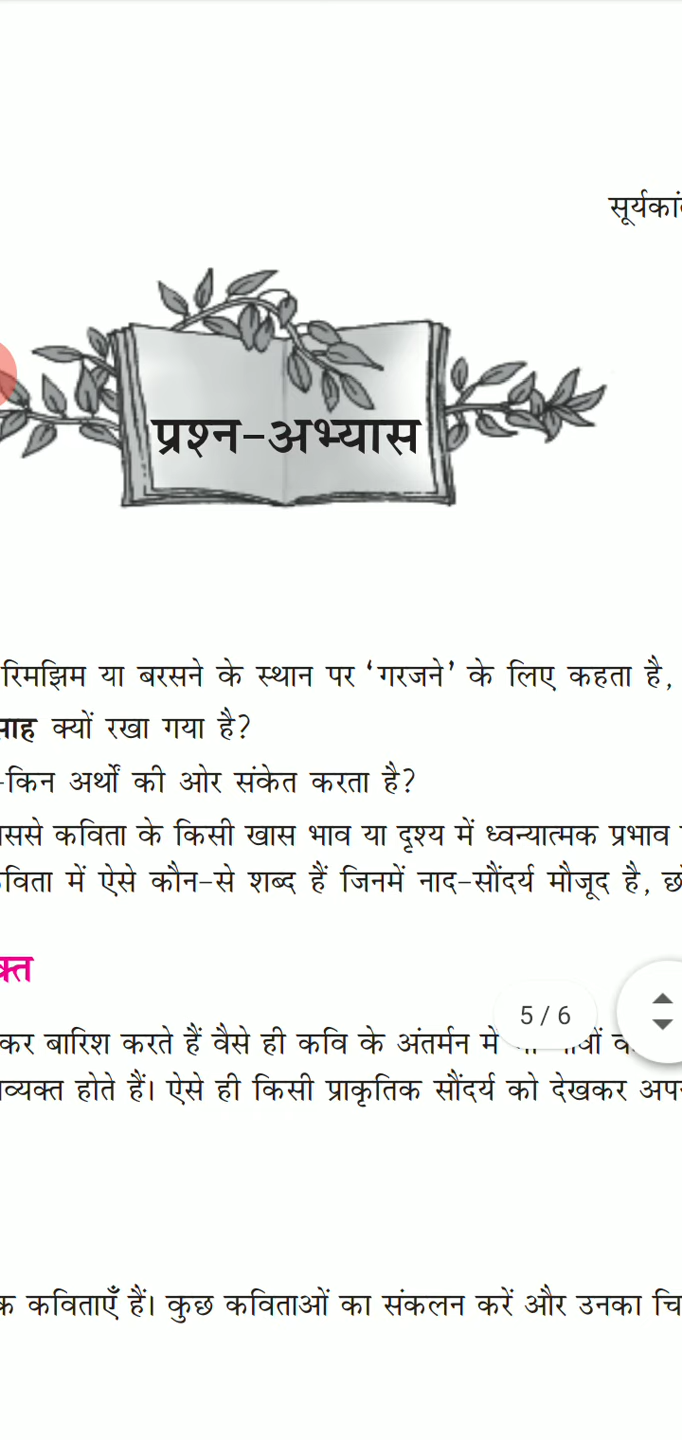 सूर्यकां
प्रश्न-अभ्यास
रिमझिम या बरसने के स्थान पर ‘गरजने’ के लिए कहता है,
साह क्यों रखा गया है?
-किन अर्थों की ओर संकेत करता है?
ससे कविता के किसी खास भाव या दृश्य में ध्वन्यात्मक प्रभाव
विता में ऐसे कौन-से शब्द हैं जिनमें नाद-सौंदर्य मौजूद है,
क्त
5 / 6
कर बारिश करते हैं वैसे ही कवि के अंतर्मन में
व्यक्त होते हैं। ऐसे ही किसी प्राकृतिक सौंदर्य को देखकर
क कविताएँ हैं। कुछ कविताओं का संकलन करें और उनका चि